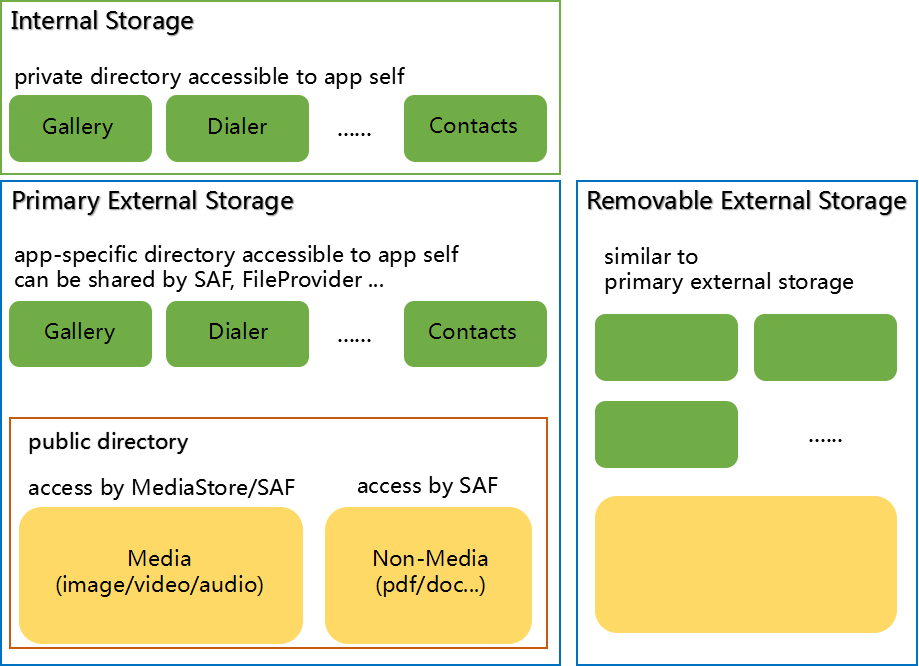 Internal Storage
private directory accessible to app self
Gallery
Dialer
......
Contacts
Primary External Storage
app-specific directory accessible to app self
can be shared by SAF, FileProvider ...
Gallery
Dialer
......
Contacts
public directory
access by MediaStore/SAF
access by SAF
Media
(image/video/audio)
Non-Media
(pdf/doc...)
Removable External Storage
similar to
primary external storage
......